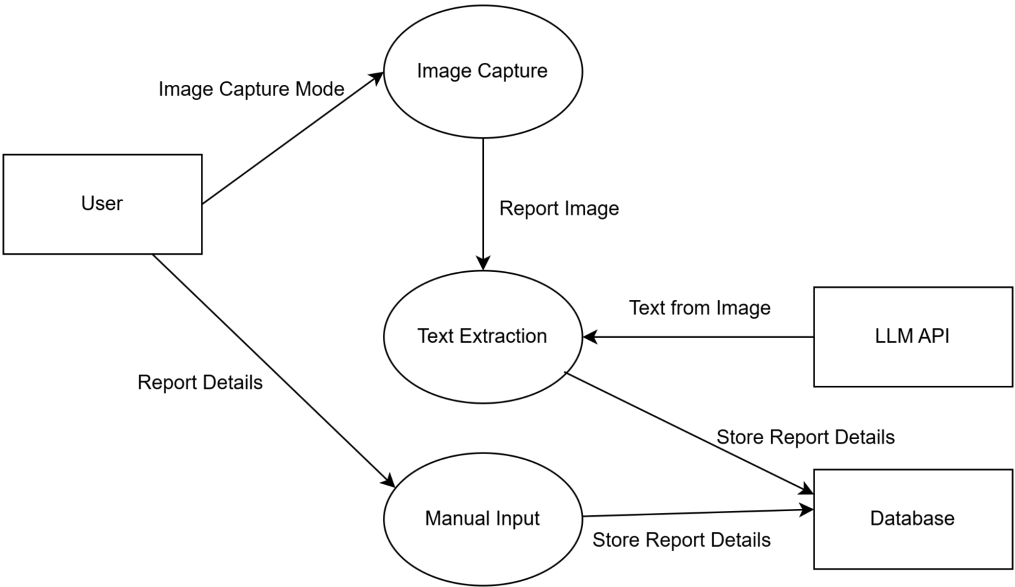 Image Capture
Image Capture Mode
User
Report Image
Text from Image
Text Extraction
LLM API
Report Details
Store Report Details
Manual Input
Database
Store Report Details